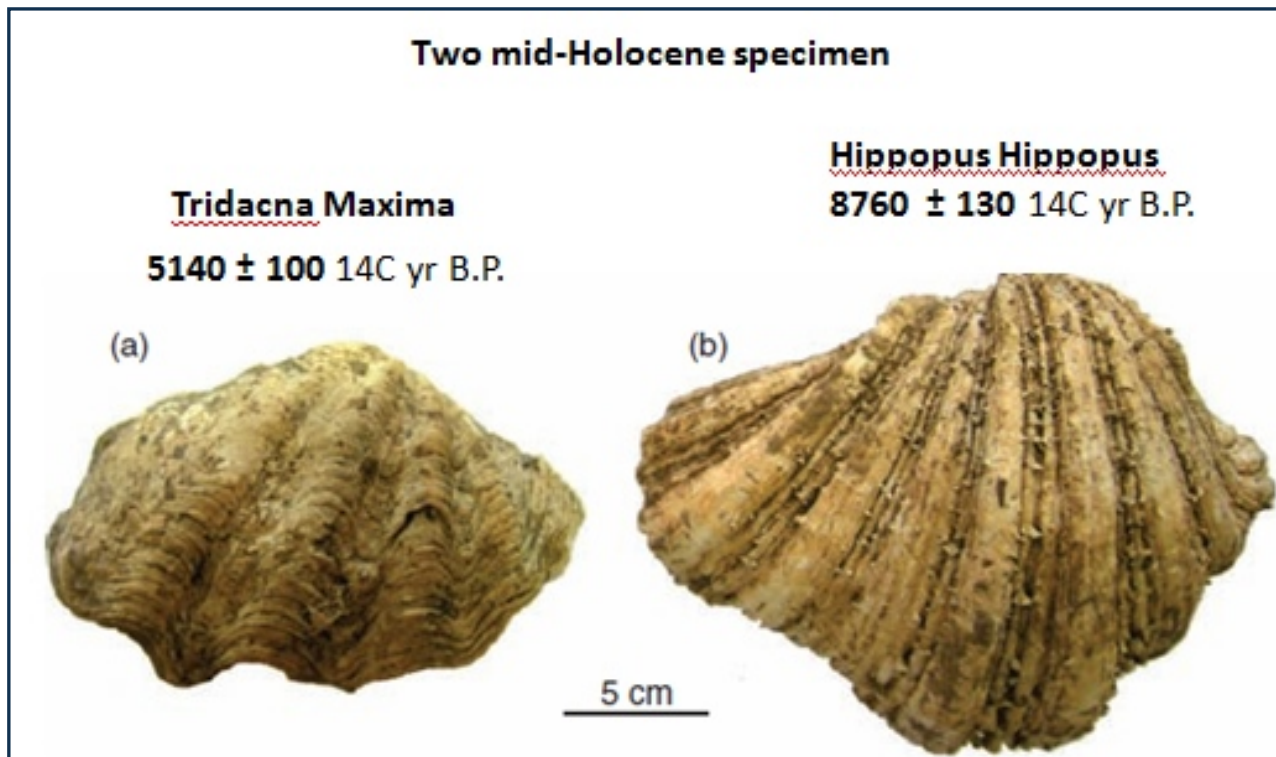 Two mid-Holocene specimen
Tridacna Maxima
5140 ± 100 14C yr B.P.
Hippopus Hippopus
8760 ± 130 14C yr B.P.
(a)
(b)
5 cm